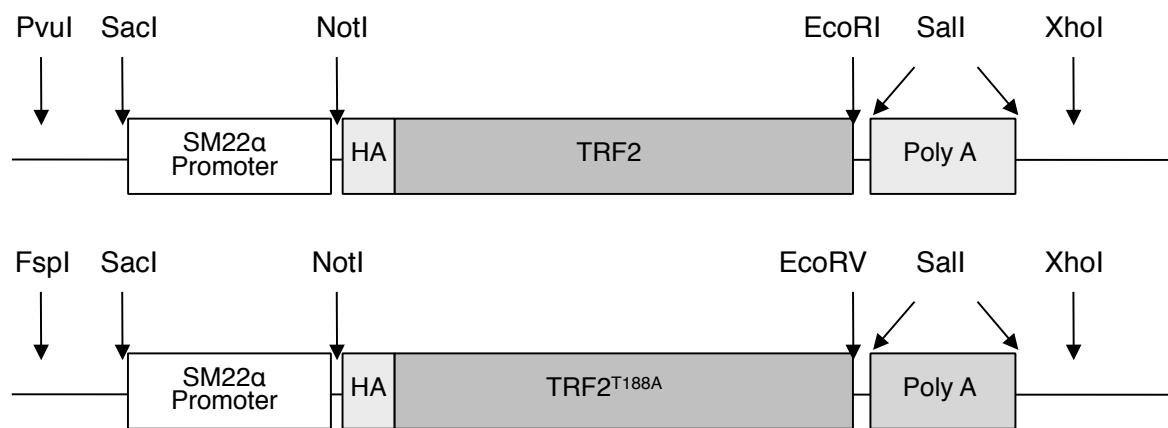 PvuI SacI NotI EcoRI SalI XhoI
SM22α
Promoter
HA TRF2 Poly A
FspI SacI NotI EcoRV SalI XhoI
SM22α
Promoter
HA TRF2ᵀ¹⁸⁸ᴬ Poly A